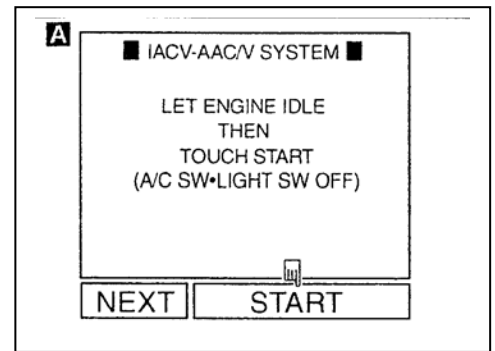 A
■ IACV-AAC/V SYSTEM ■
LET ENGINE IDLE
THEN
TOUCH START
(A/C SW•LIGHT SW OFF)
NEXT START